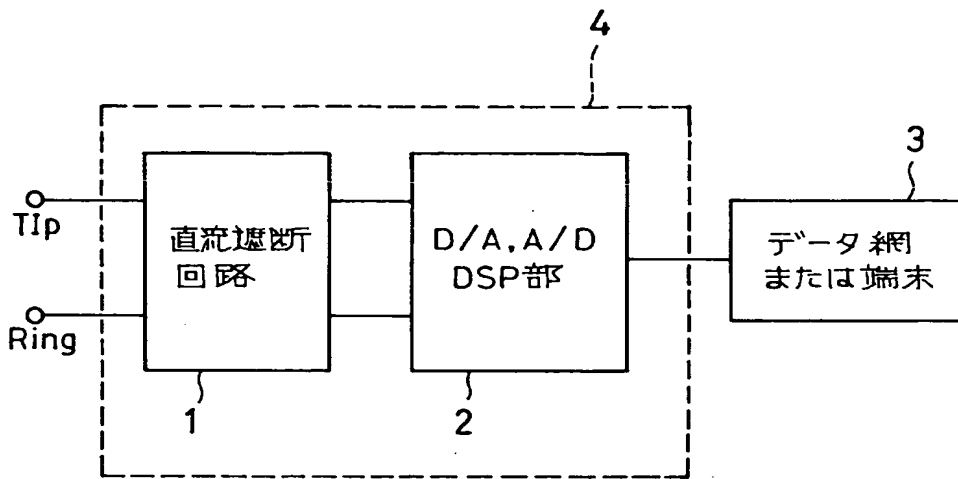 4
3
TIp
Ring
直流遮断
回路
D/A, A/D
DSP部
データ網
または端末
1
2